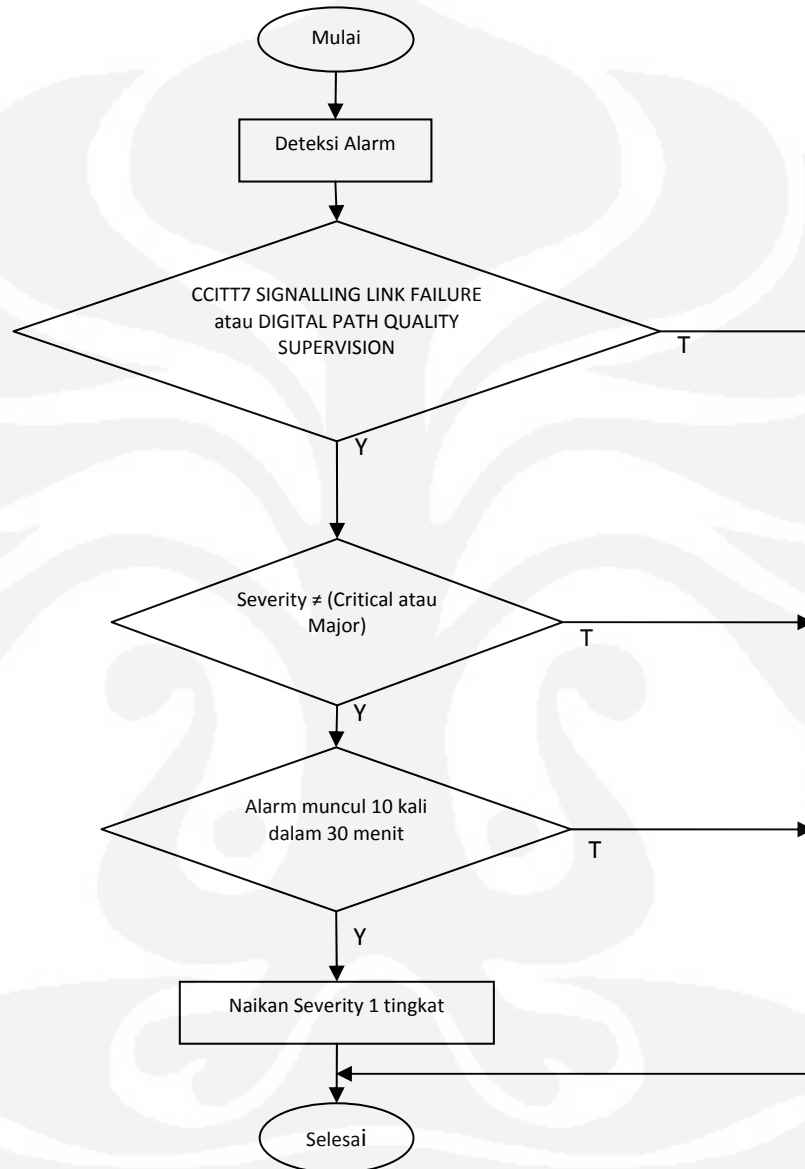 Mulai
Deteksi Alarm
CCITT7 SIGNALLING LINK FAILURE
atau DIGITAL PATH QUALITY
SUPERVISION
T
Y
Severity ≠ (Critical atau
Major)
T
Y
Alarm muncul 10 kali
dalam 30 menit
T
Y
Naikan Severity 1 tingkat
Selesai